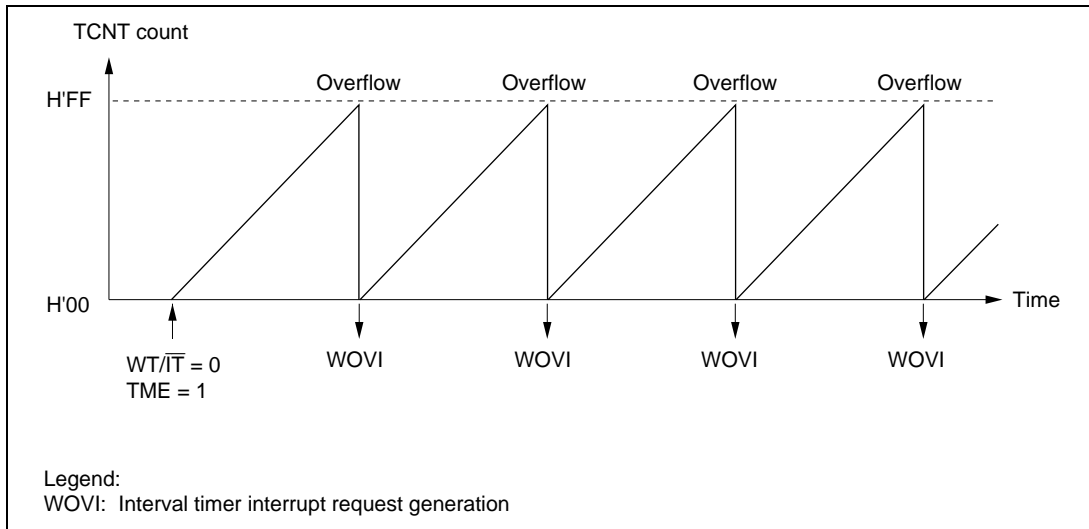 TCNT count
Overflow Overflow Overflow Overflow
H'FF
H'00
Time
WOVI WOVI WOVI WOVI
WT/I̅T̅ = 0
TME = 1
Legend:
WOVI: Interval timer interrupt request generation